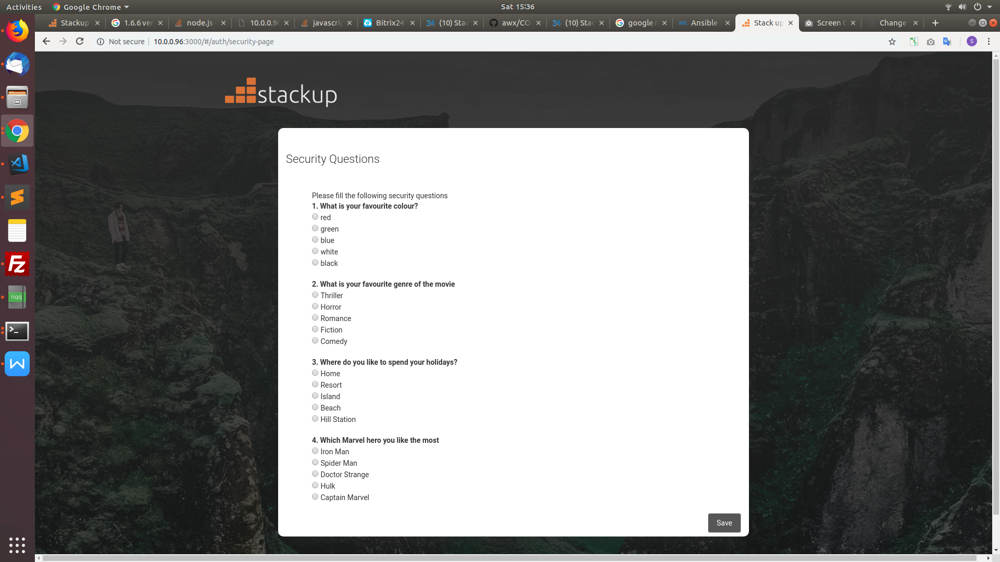 Activities
Google Chrome
Sat 15:36
Stackup
1.6.6 ver
node.js -
10.0.0.96
javascrip
Bitrix24
24 (10) Stac
awx/CO
24 (10) Stac
google r
Ansible
Stack up
Screen C
Change
Not secure
10.0.0.96:3000/#/auth/security-page
S
stackup
Security Questions
Please fill the following security questions
1. What is your favourite colour?
red
green
blue
white
black
2. What is your favourite genre of the movie
Thriller
Horror
Romance
Fiction
Comedy
3. Where do you like to spend your holidays?
Home
Resort
Island
Beach
Hill Station
4. Which Marvel hero you like the most
Iron Man
Spider Man
Doctor Strange
Hulk
Captain Marvel
Save
FZ
nqq